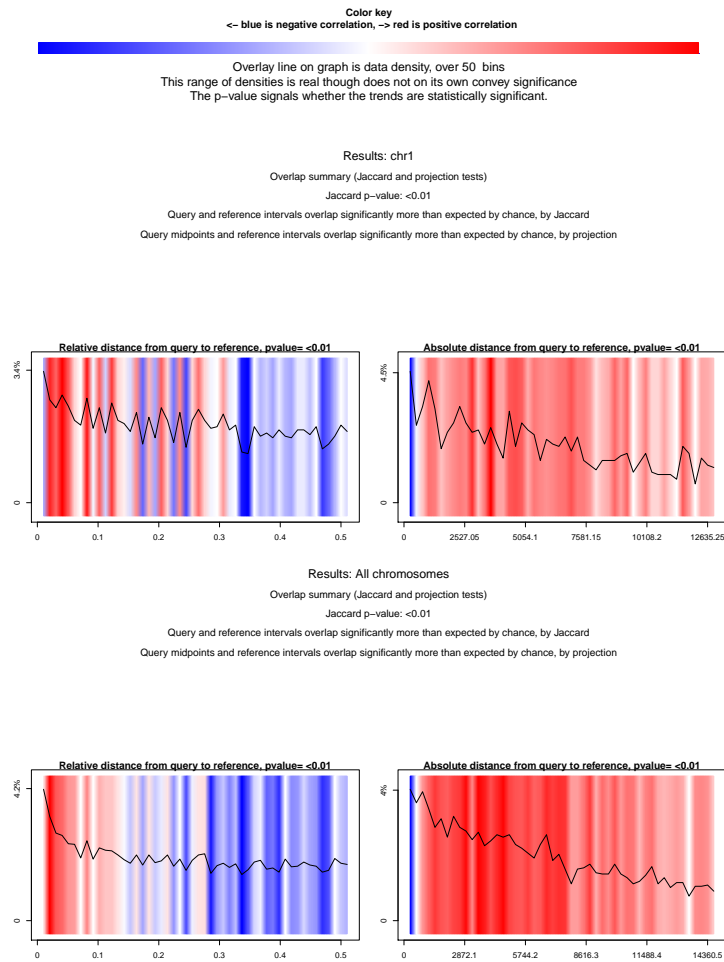 Color key
<− blue is negative correlation, −> red is positive correlation
Overlay line on graph is data density, over 50 bins
This range of densities is real though does not on its own convey significance
The p−value signals whether the trends are statistically significant.
Results: chr1
Overlap summary (Jaccard and projection tests)
Jaccard p−value: <0.01
Query and reference intervals overlap significantly more than expected by chance, by Jaccard
Query midpoints and reference intervals overlap significantly more than expected by chance, by projection
Relative distance from query to reference, pvalue= <0.01
3.4%
0
0 0.1 0.2 0.3 0.4 0.5
Absolute distance from query to reference, pvalue= <0.01
4.5%
0
0 2527.05 5054.1 7581.15 10108.2 12635.25
Results: All chromosomes
Overlap summary (Jaccard and projection tests)
Jaccard p−value: <0.01
Query and reference intervals overlap significantly more than expected by chance, by Jaccard
Query midpoints and reference intervals overlap significantly more than expected by chance, by projection
Relative distance from query to reference, pvalue= <0.01
4.2%
0
0 0.1 0.2 0.3 0.4 0.5
Absolute distance from query to reference, pvalue= <0.01
4%
0
0 2872.1 5744.2 8616.3 11488.4 14360.5